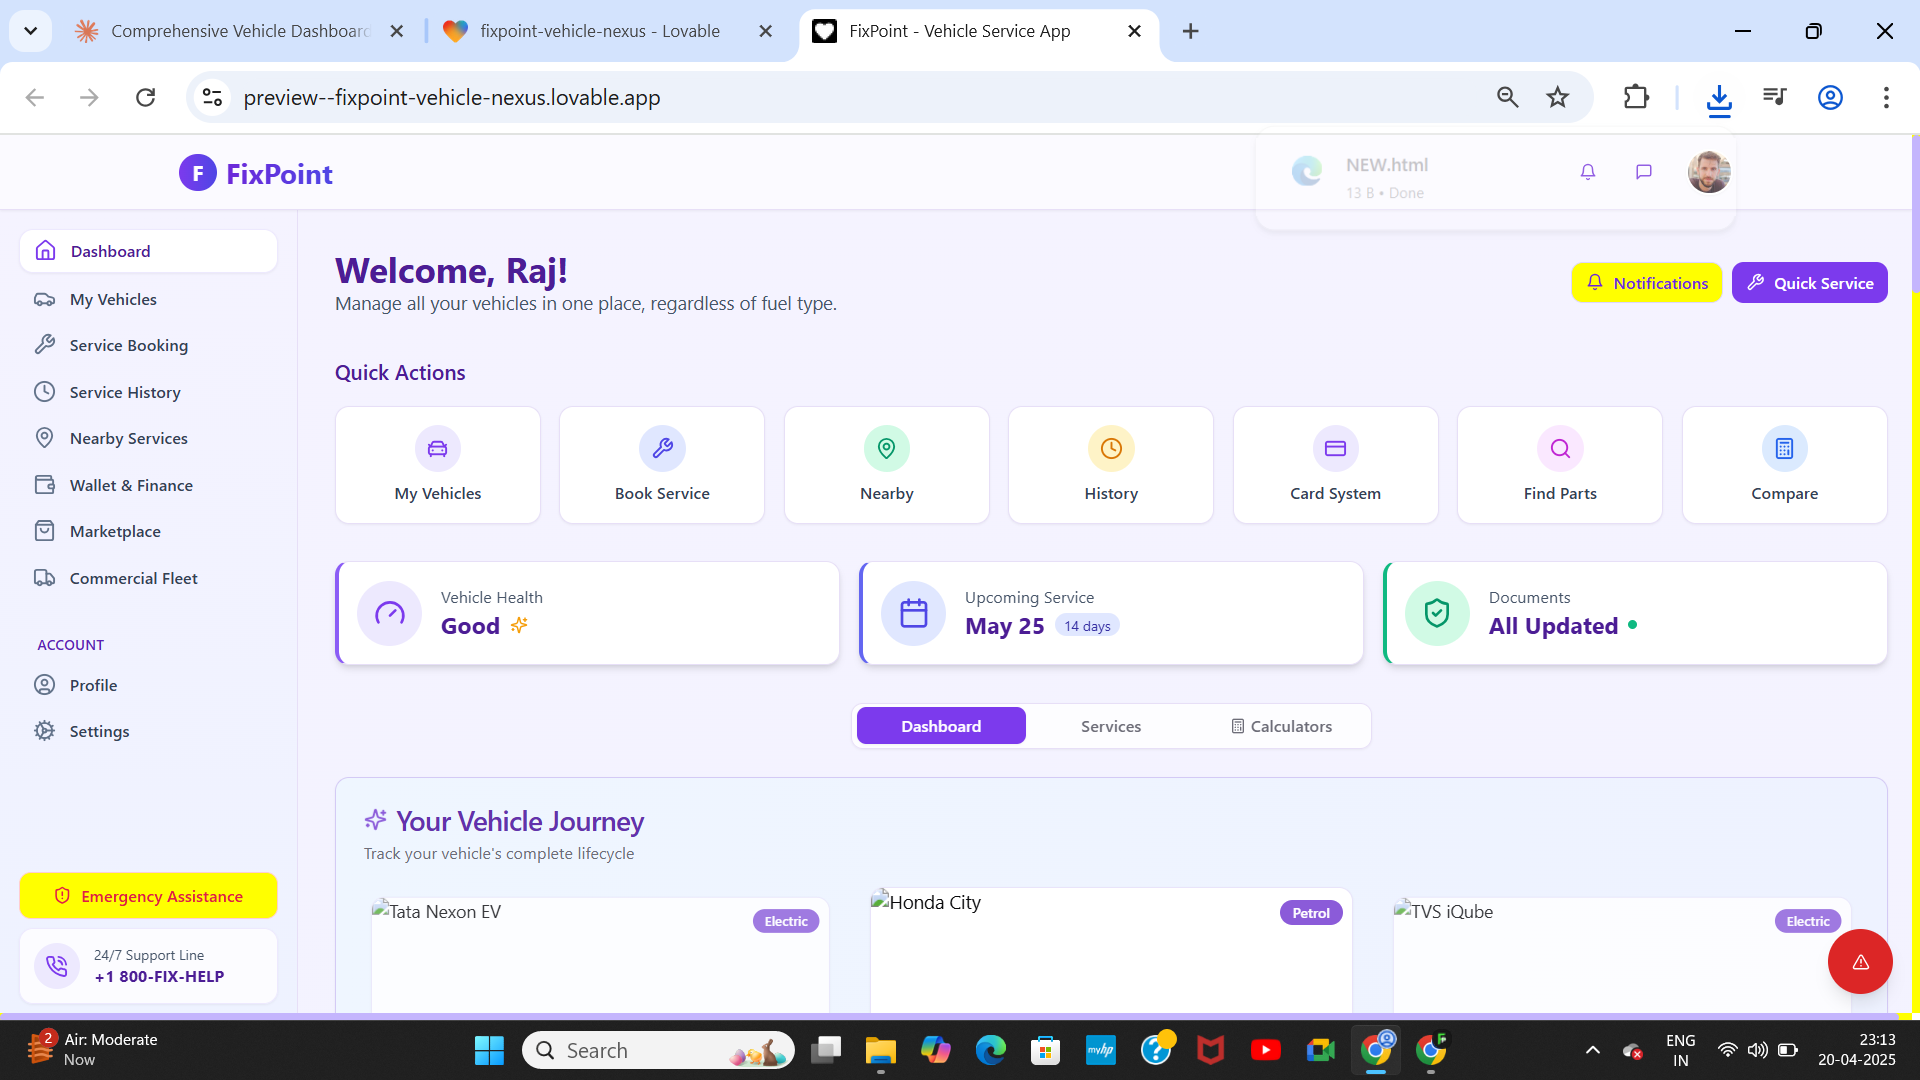 Comprehensive Vehicle Dashboard
fixpoint-vehicle-nexus - Lovable
FixPoint - Vehicle Service App
preview--fixpoint-vehicle-nexus.lovable.app
F FixPoint
NEW.html
13 B • Done
Dashboard
My Vehicles
Service Booking
Service History
Nearby Services
Wallet & Finance
Marketplace
Commercial Fleet
ACCOUNT
Profile
Settings
Emergency Assistance
24/7 Support Line
+1 800-FIX-HELP
Welcome, Raj!
Manage all your vehicles in one place, regardless of fuel type.
Notifications
Quick Service
Quick Actions
My Vehicles
Book Service
Nearby
History
Card System
Find Parts
Compare
Vehicle Health
Good
Upcoming Service
May 25 14 days
Documents
All Updated
Dashboard
Services
Calculators
Your Vehicle Journey
Track your vehicle's complete lifecycle
Tata Nexon EV
Electric
Honda City
Petrol
TVS iQube
Electric
2
Air: Moderate
Now
Search
myhp
F
ENG
IN
23:13
20-04-2025